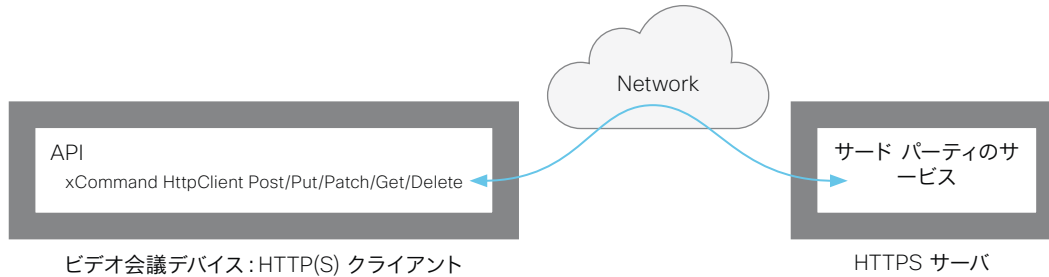 Network
API
xCommand HttpClient Post/Put/Patch/Get/Delete
サード パーティのサ
ービス
ビデオ会議デバイス：HTTP(S) クライアント
HTTPS サーバ